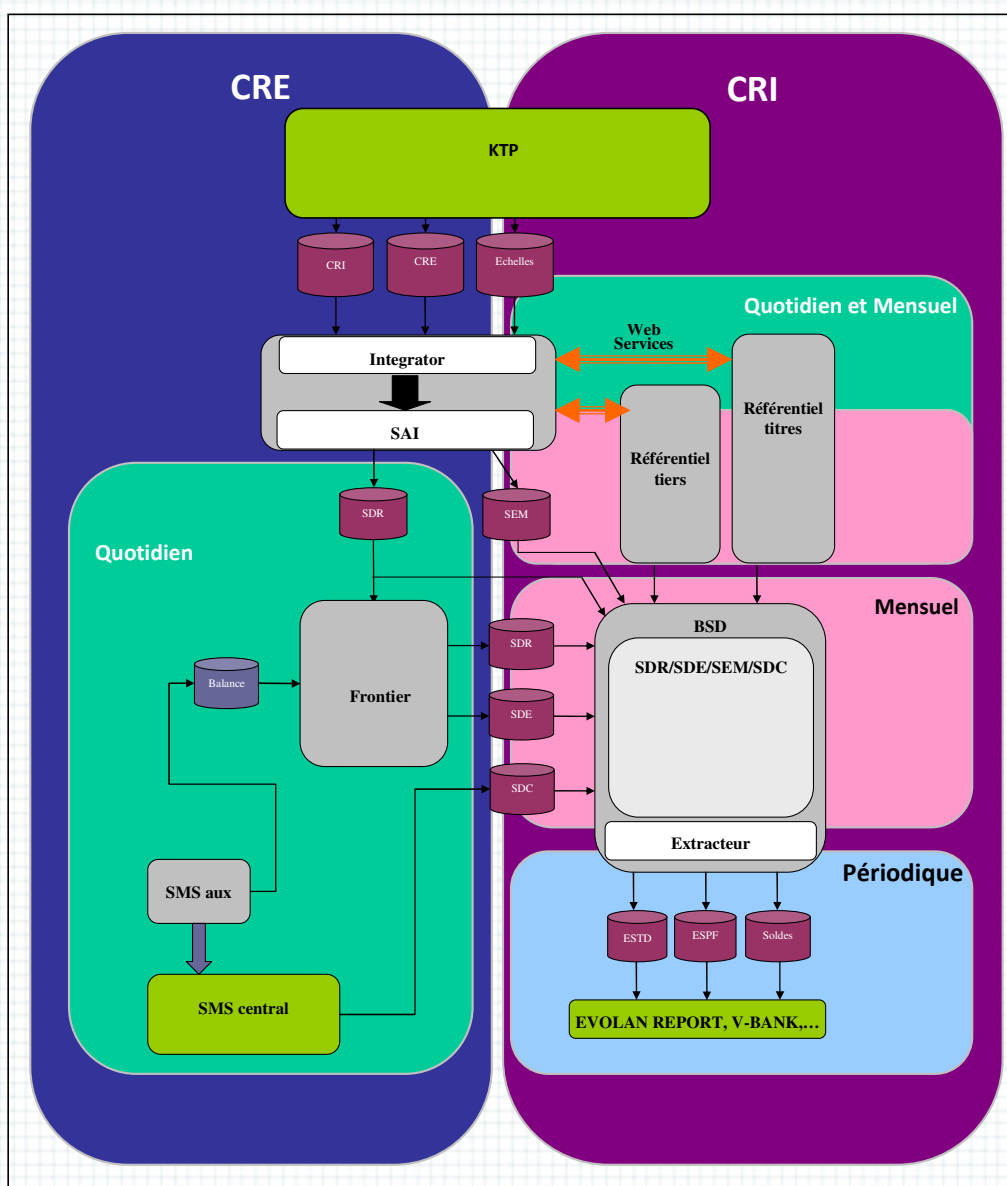 CRE
CRI
KTP
CRI
CRE
Echelles
Quotidien et Mensuel
Web
Services
Integrator
SAI
Référentiel
tiers
Référentiel
titres
SDR
SEM
Quotidien
Mensuel
BSD
SDR/SDE/SEM/SDC
SDR
Balance
Frontier
SDE
SDC
Extracteur
Périodique
SMS aux
ESTD
ESPF
Soldes
SMS central
EVOLAN REPORT, V-BANK,...